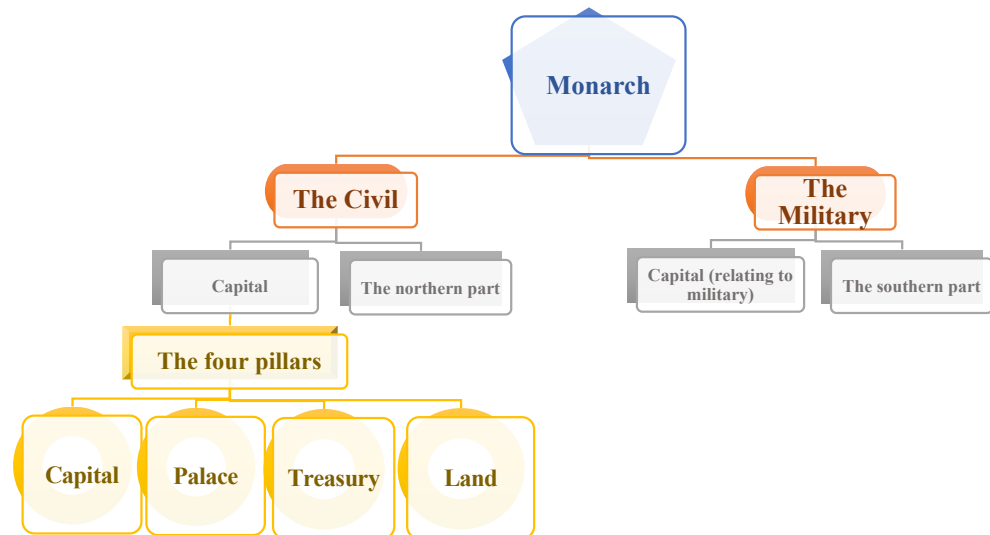 Monarch
The Civil
The
Military
Capital
The northern part
Capital (relating to
military)
The southern part
The four pillars
Capital
Palace
Treasury
Land